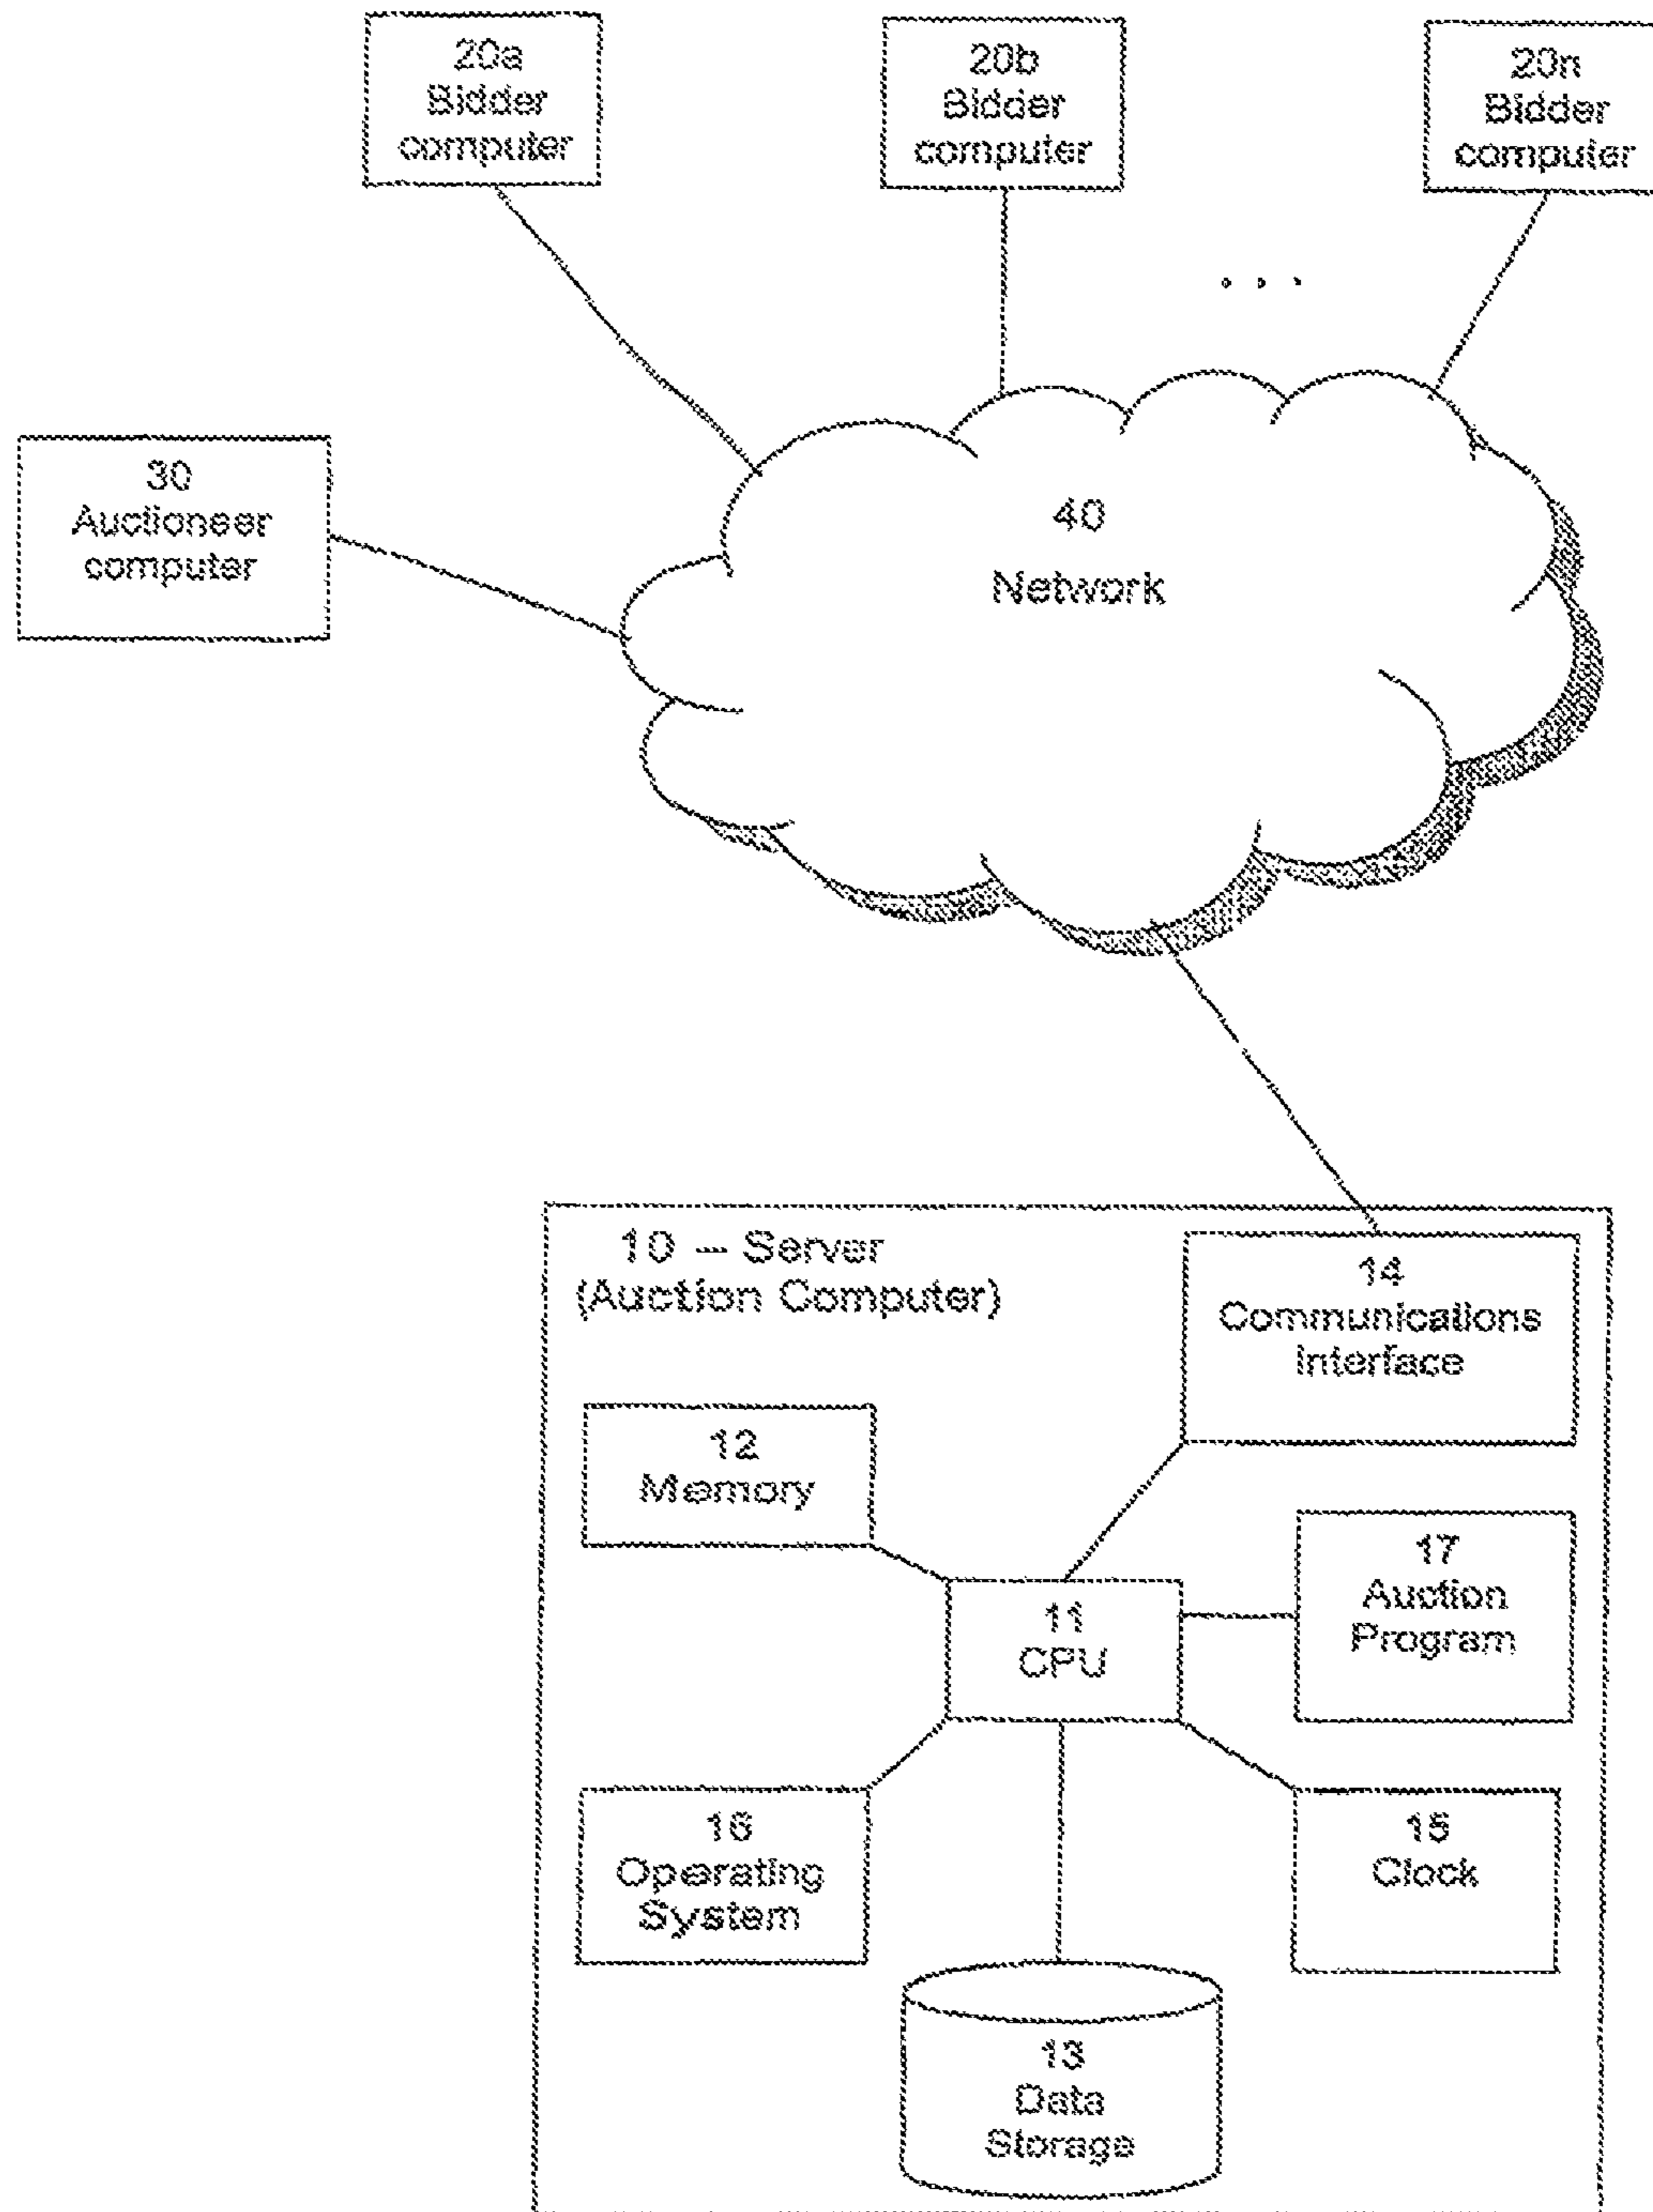 20a
Bidder
computer
20b
Bidder
computer
20n
Bidder
computer
. . .
30
Auctioneer
computer
40
Network
10 – Server
(Auction Computer)
14
Communications
Interface
12
Memory
17
Auction
Program
11
CPU
16
Operating
System
15
Clock
13
Data
Storage